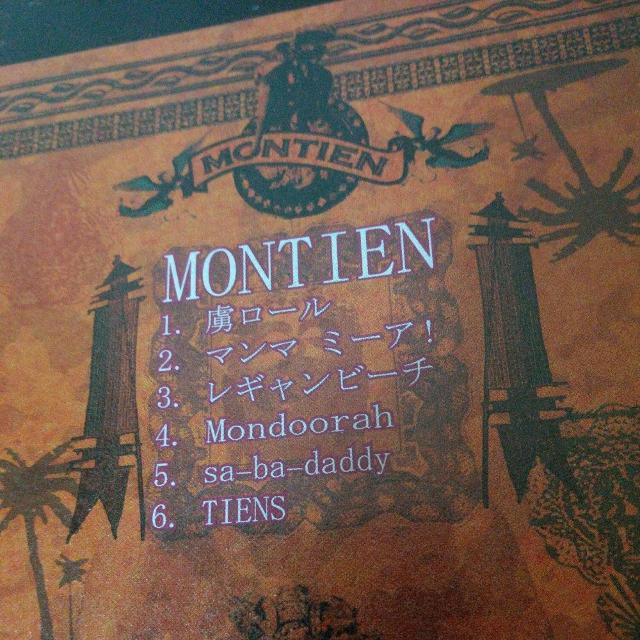 MONTIEN
MONTIEN
1. 虜ロール
2. マンマ ミーア！
3. レギャンビーチ
4. Mondoorah
5. sa-ba-daddy
6. TIENS